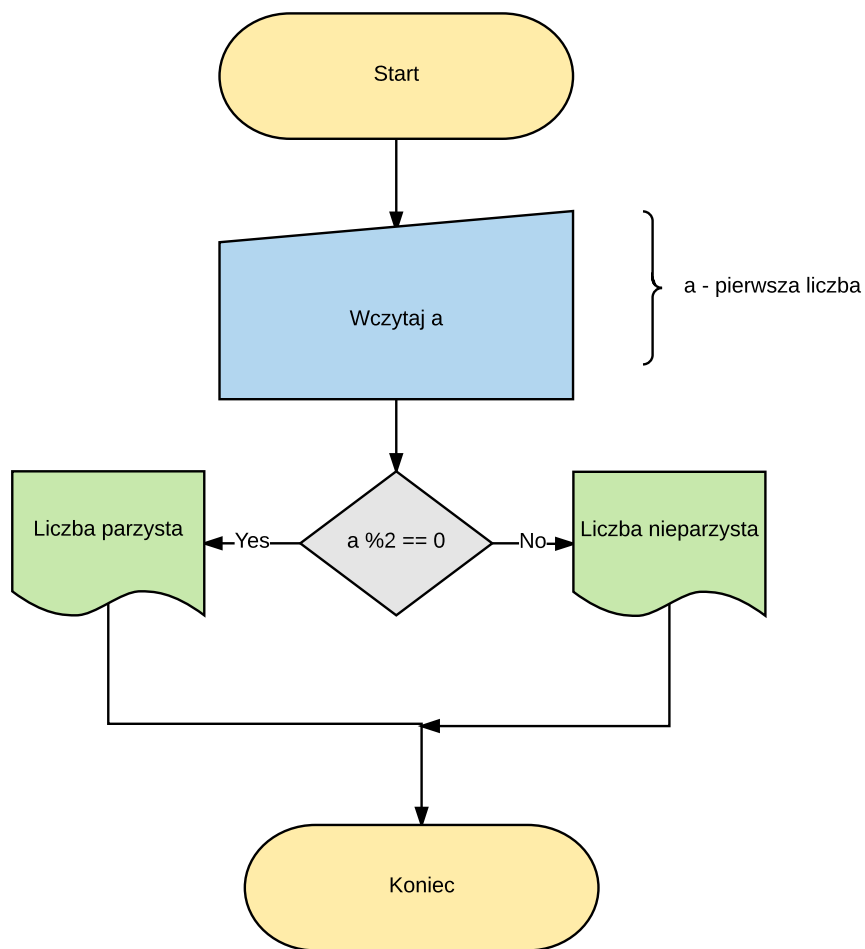 Start
Wczytaj a
a - pierwsza liczba
Liczba parzysta
Yes
a %2 == 0
No
Liczba nieparzysta
Koniec